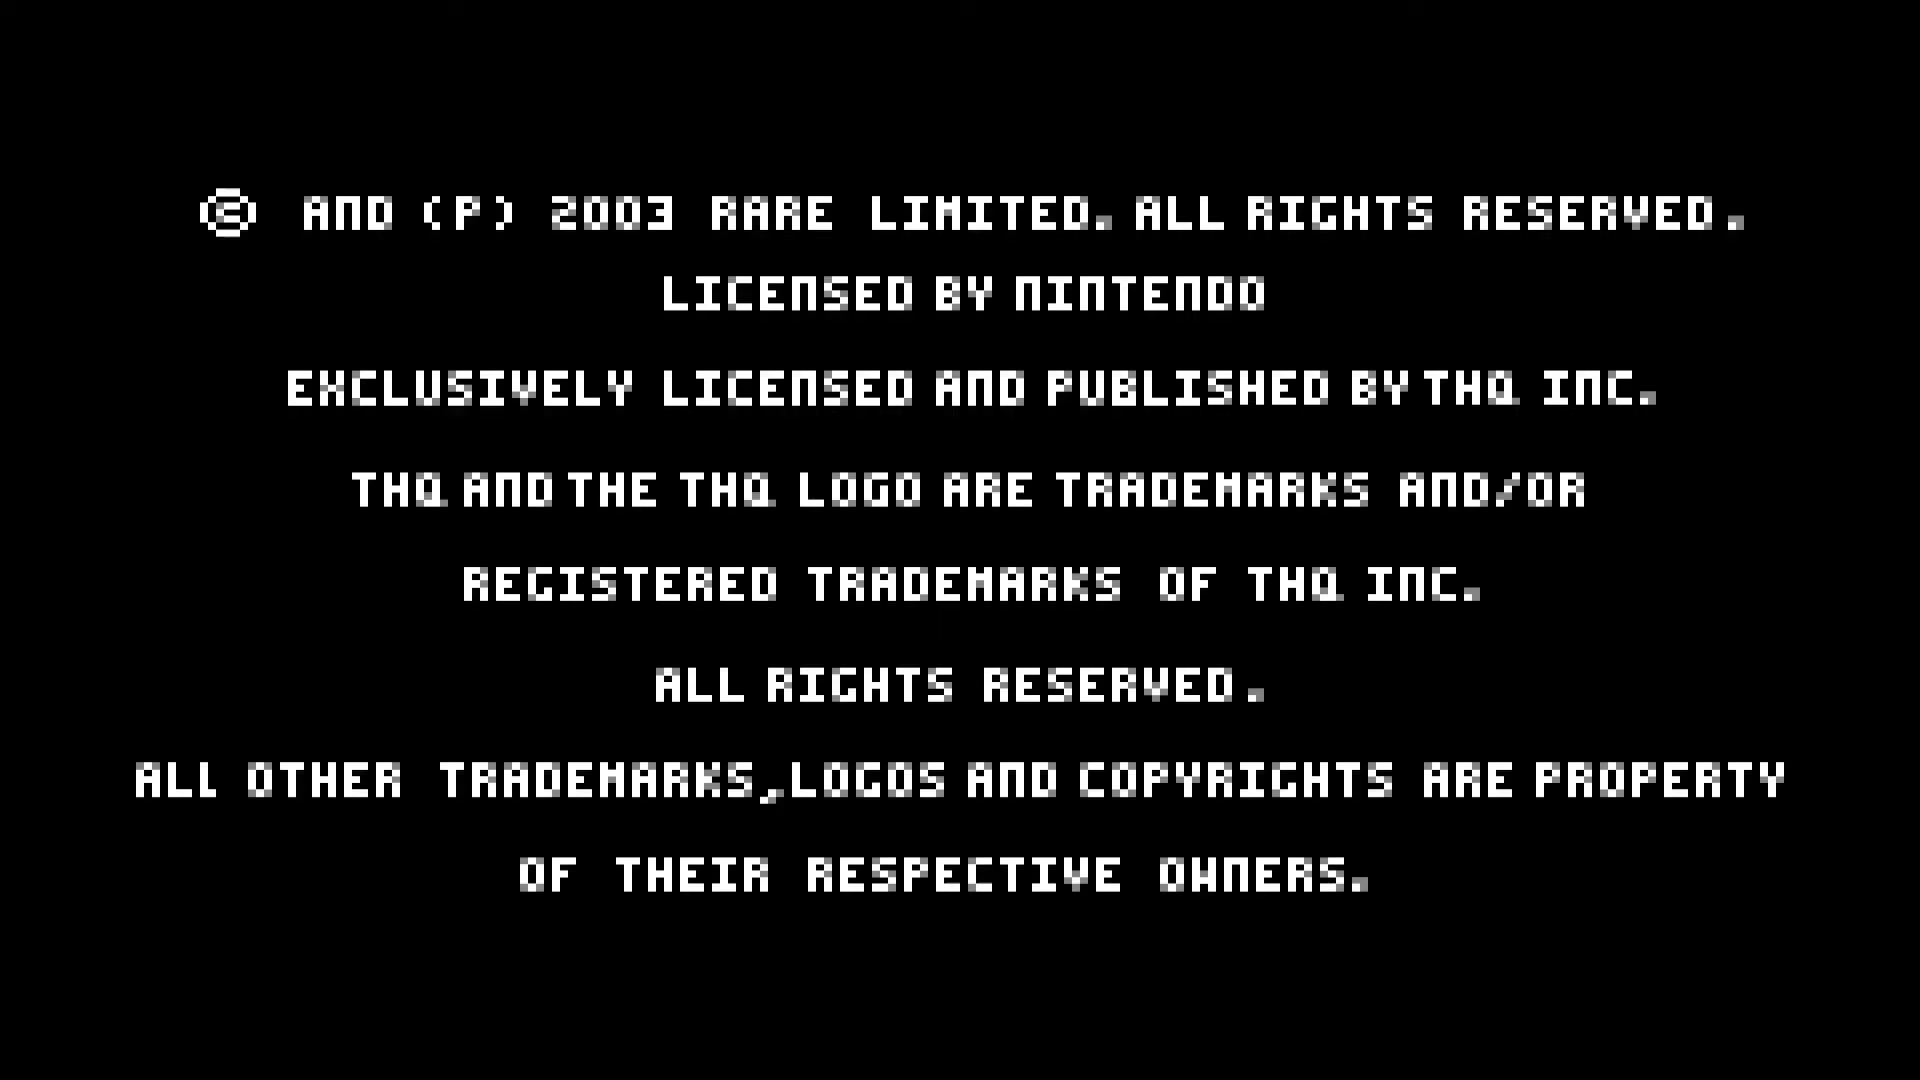 © AND (P) 2003 RARE LIMITED. ALL RIGHTS RESERVED.
LICENSED BY NINTENDO
EXCLUSIVELY LICENSED AND PUBLISHED BY THQ INC.
THQ AND THE THQ LOGO ARE TRADEMARKS AND/OR
REGISTERED TRADEMARKS OF THQ INC.
ALL RIGHTS RESERVED.
ALL OTHER TRADEMARKS,LOGOS AND COPYRIGHTS ARE PROPERTY
OF THEIR RESPECTIVE OWNERS.